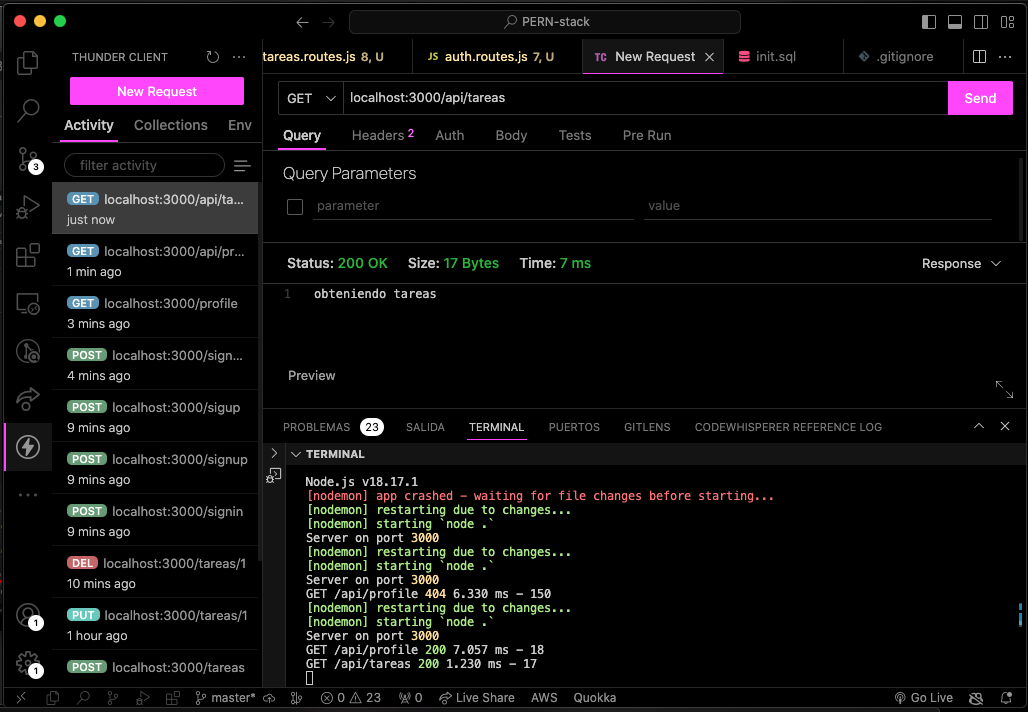 PERN-stack
THUNDER CLIENT
tareas.routes.js 8, U
JS auth.routes.js 7, U
TC New Request
init.sql
.gitignore
New Request
GET
localhost:3000/api/tareas
Send
Activity
Collections
Env
Query
Headers 2
Auth
Body
Tests
Pre Run
filter activity
Query Parameters
parameter
value
GET localhost:3000/api/ta...
just now
GET localhost:3000/api/pr...
1 min ago
GET localhost:3000/profile
3 mins ago
POST localhost:3000/sign...
4 mins ago
POST localhost:3000/sigup
9 mins ago
POST localhost:3000/signup
9 mins ago
POST localhost:3000/signin
9 mins ago
DEL localhost:3000/tareas/1
10 mins ago
PUT localhost:3000/tareas/1
1 hour ago
POST localhost:3000/tareas
3
1
1
Status: 200 OK
Size: 17 Bytes
Time: 7 ms
Response
1 obteniendo tareas
Preview
PROBLEMAS 23
SALIDA
TERMINAL
PUERTOS
GITLENS
CODEWHISPERER REFERENCE LOG
TERMINAL
Node.js v18.17.1
[nodemon] app crashed - waiting for file changes before starting...
[nodemon] restarting due to changes...
[nodemon] starting `node .`
Server on port 3000
[nodemon] restarting due to changes...
[nodemon] starting `node .`
Server on port 3000
GET /api/profile 404 6.330 ms - 150
[nodemon] restarting due to changes...
[nodemon] starting `node .`
Server on port 3000
GET /api/profile 200 7.057 ms - 18
GET /api/tareas 200 1.230 ms - 17
master*
0
23
0
Live Share
AWS
Quokka
Go Live